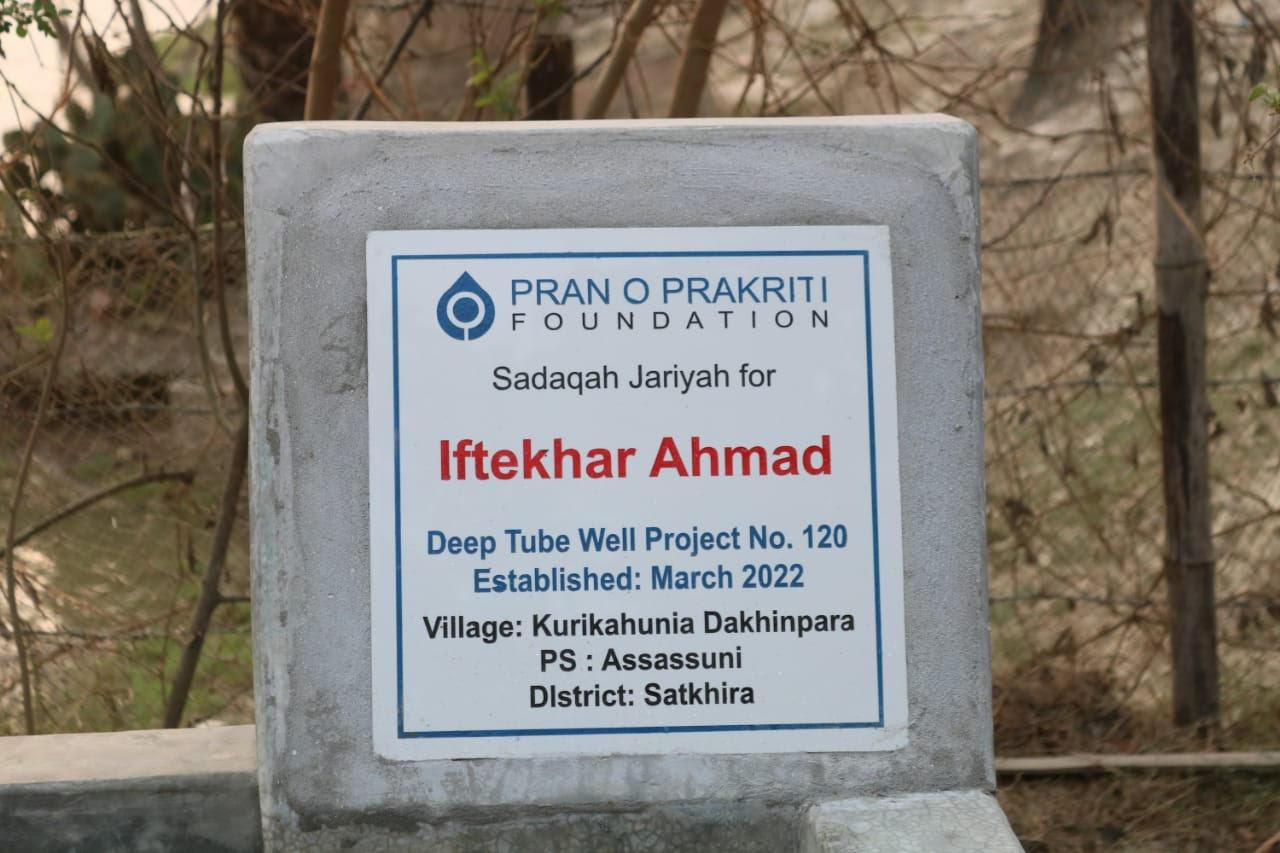 PRAN O PRAKRITI
FOUNDATION
Sadaqah Jariyah for
Iftekhar Ahmad
Deep Tube Well Project No. 120
Established: March 2022
Village: Kurikahunia Dakhinpara
PS : Assassuni
DIstrict: Satkhira